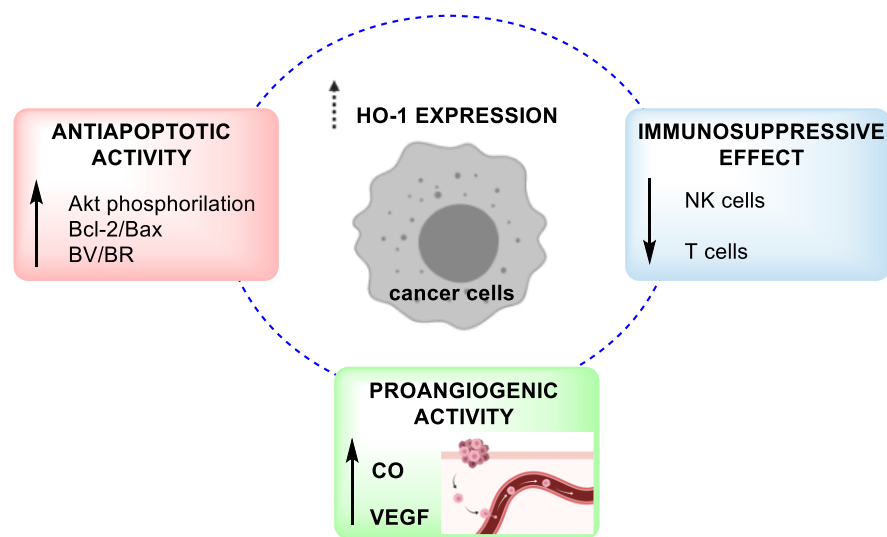 HO-1 EXPRESSION
cancer cells
ANTIAPOPTOTIC
ACTIVITY
Akt phosphorilation
Bcl-2/Bax
BV/BR
IMMUNOSUPPRESSIVE
EFFECT
NK cells
T cells
PROANGIOGENIC
ACTIVITY
CO
VEGF